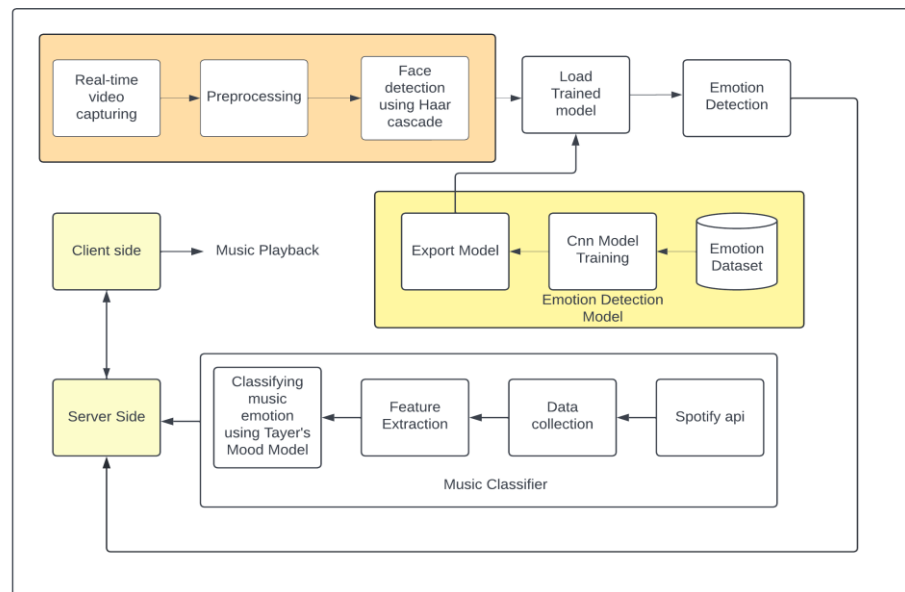 Real-time
video
capturing
Preprocessing
Face
detection
using Haar
cascade
Load
Trained
model
Emotion
Detection
Client side
Music Playback
Export Model
Cnn Model
Training
Emotion
Dataset
Emotion Detection
Model
Server Side
Classifying
music
emotion
using Tayer's
Mood Model
Feature
Extraction
Data
collection
Spotify api
Music Classifier